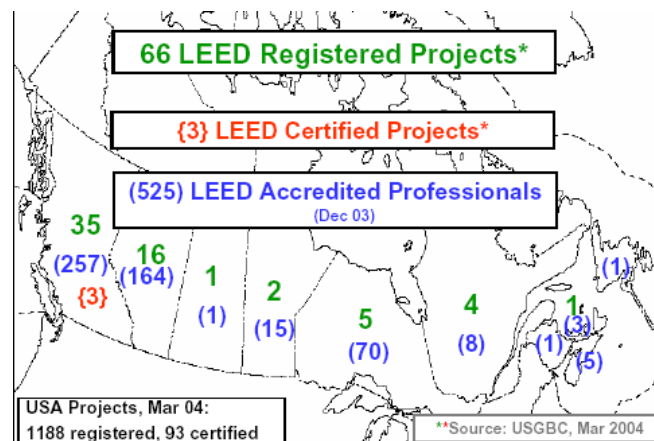 66 LEED Registered Projects*
{3} LEED Certified Projects*
(525) LEED Accredited Professionals
(Dec 03)
35
(257)
{3}
16
(164)
1
(1)
2
(15)
5
(70)
4
(8)
(1)
1
(3)
(1)
(5)
USA Projects, Mar 04:
1188 registered, 93 certified
**Source: USGBC, Mar 2004